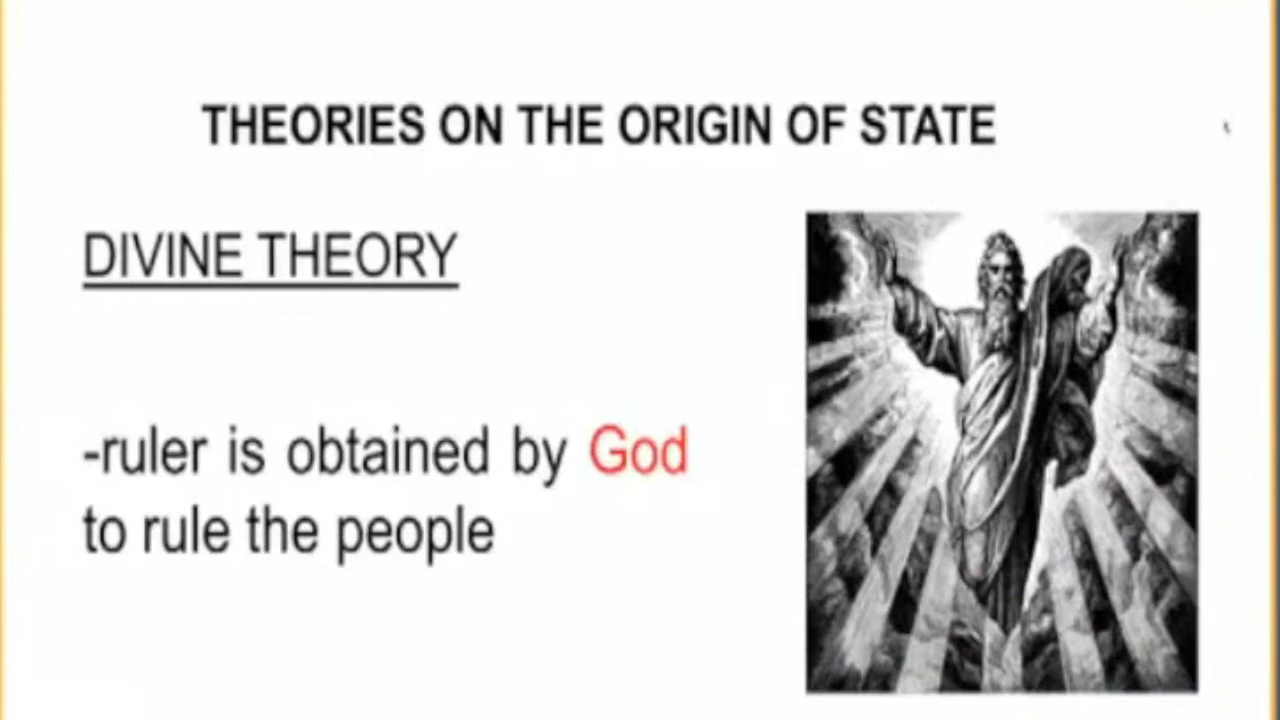 THEORIES ON THE ORIGIN OF STATE
DIVINE THEORY
-ruler is obtained by God
to rule the people